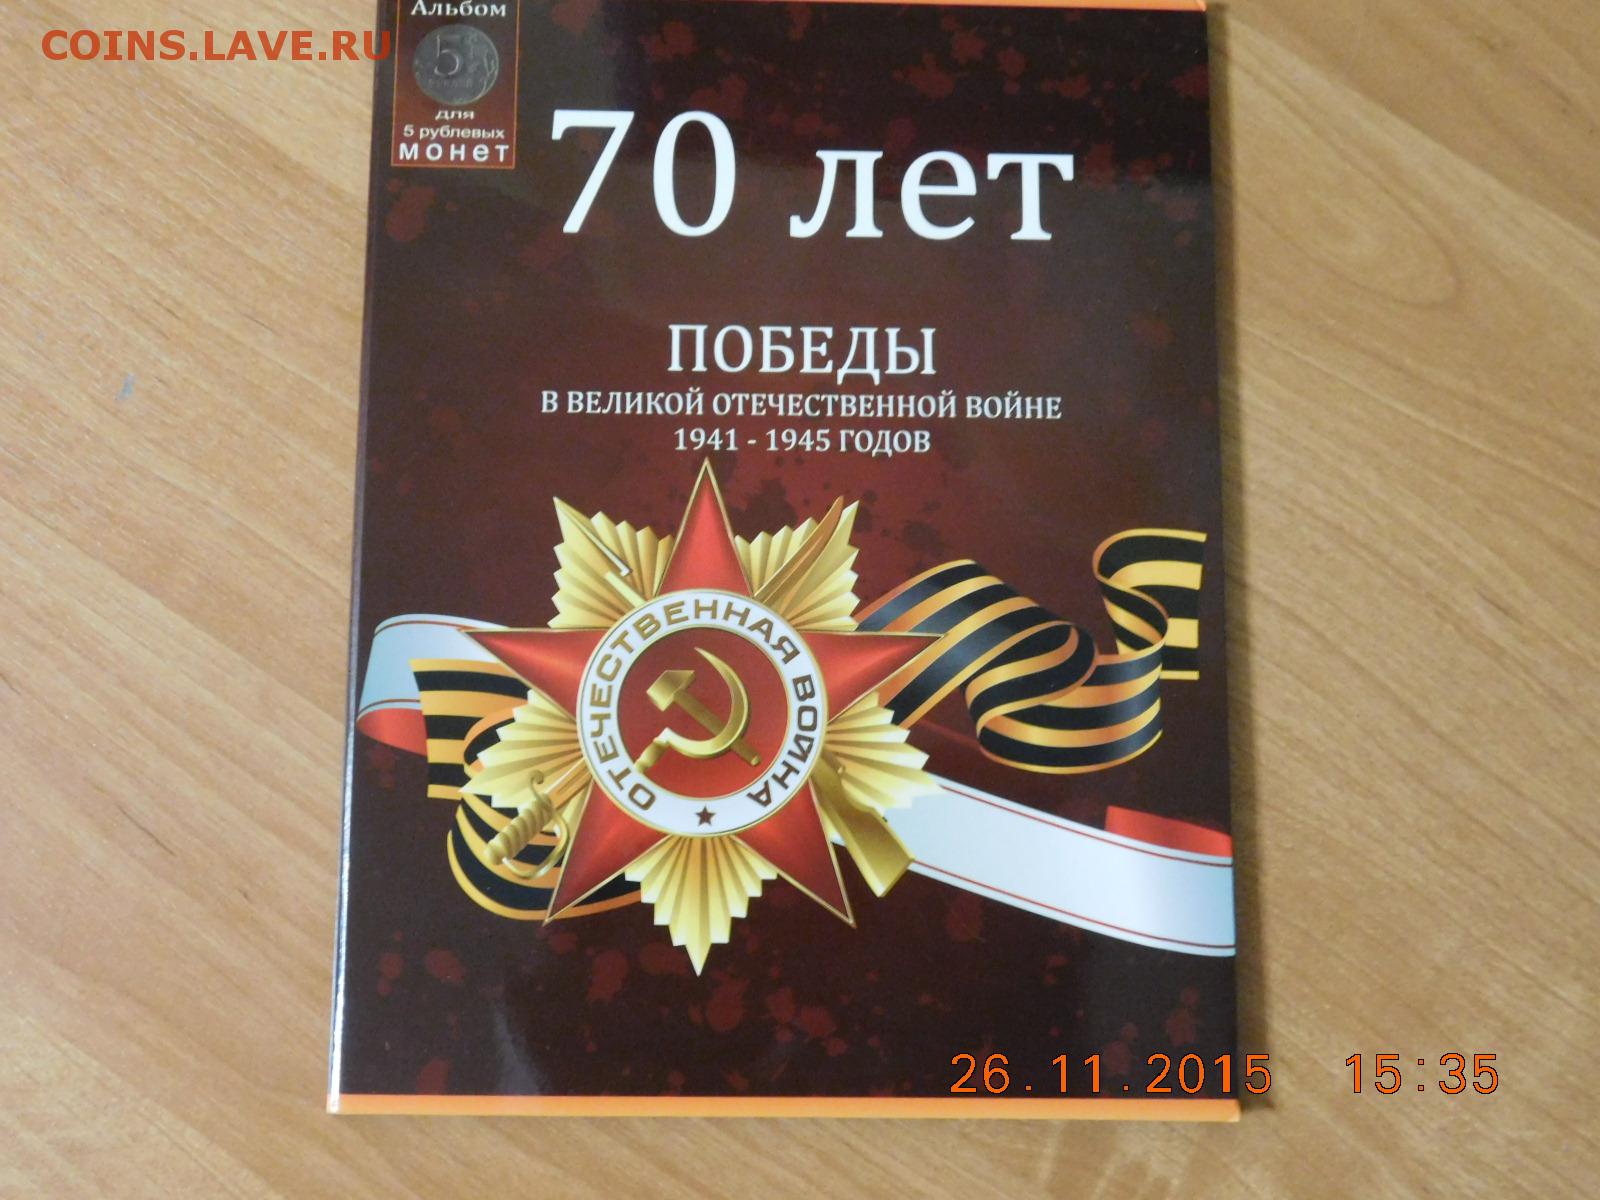 Альбом
COINS.LAVE.RU
5
для
5 рублевых
монет
70 лет
ПОБЕДЫ
В ВЕЛИКОЙ ОТЕЧЕСТВЕННОЙ ВОЙНЕ
1941 - 1945 ГОДОВ
ОТЕЧЕСТВЕННАЯ ВОЙНА
26.11.2015 15:35